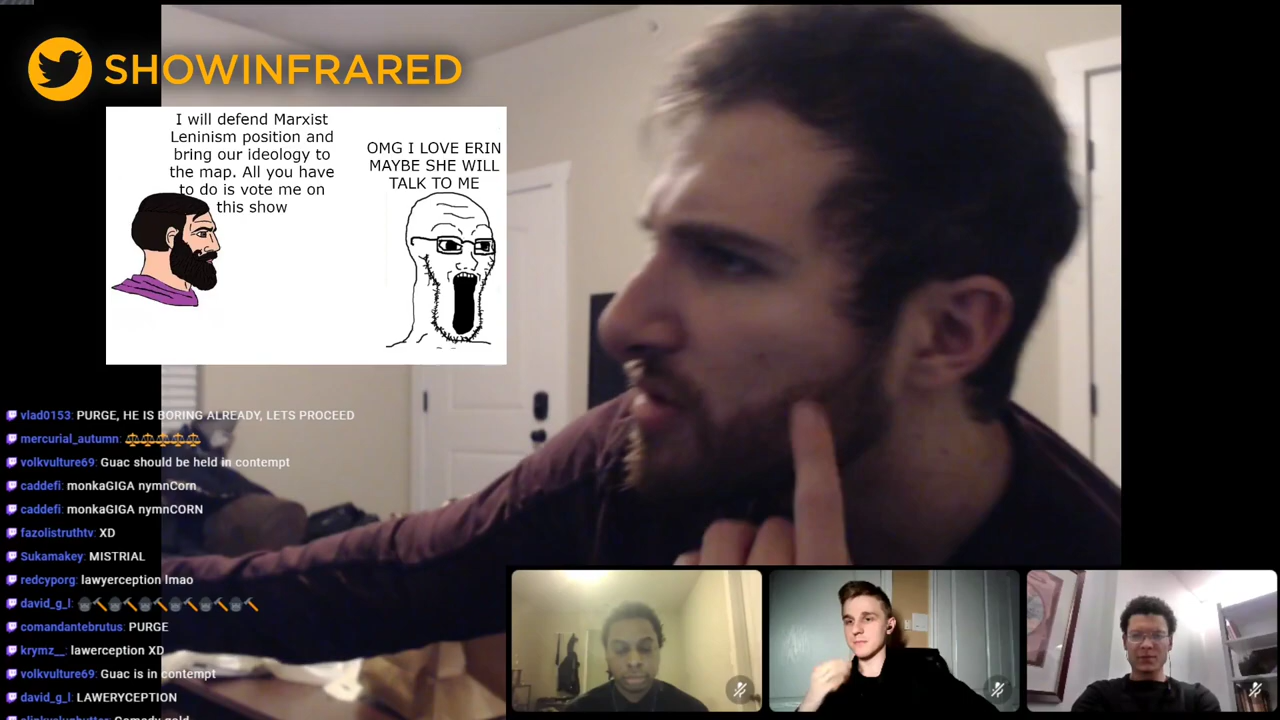 SHOWINFRARED
I will defend Marxist
Leninism position and
bring our ideology to
the map. All you have
to do is vote me on
this show
OMG I LOVE ERIN
MAYBE SHE WILL
TALK TO ME
vlad0153: PURGE, HE IS BORING ALREADY, LETS PROCEED
mercurial_autumn:
volkvulture69: Guac should be held in contempt
caddefi: monkaGIGA nymnCorn
caddefi: monkaGIGA nymnCORN
fazolistruthtv: XD
Sukamakey: MISTRIAL
redcyporg: lawyerception lmao
david_g_l:
comandantebrutus: PURGE
krymz__: lawerception XD
volkvulture69: Guac is in contempt
david_g_l: LAWERYCEPTION